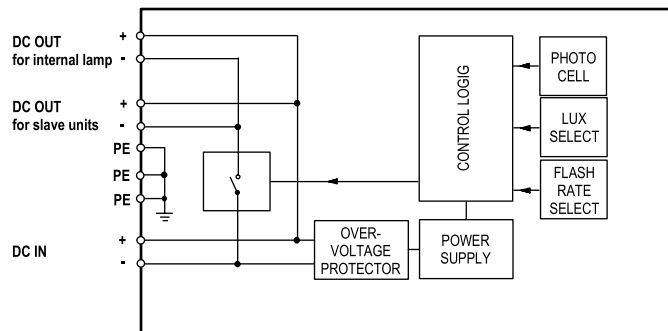 DC OUT
for internal lamp
+
-
DC OUT
for slave units
+
-
PE
PE
PE
DC IN
+
-
OVER-
VOLTAGE
PROTECTOR
POWER
SUPPLY
CONTROL LOGIG
PHOTO
CELL
LUX
SELECT
FLASH
RATE
SELECT